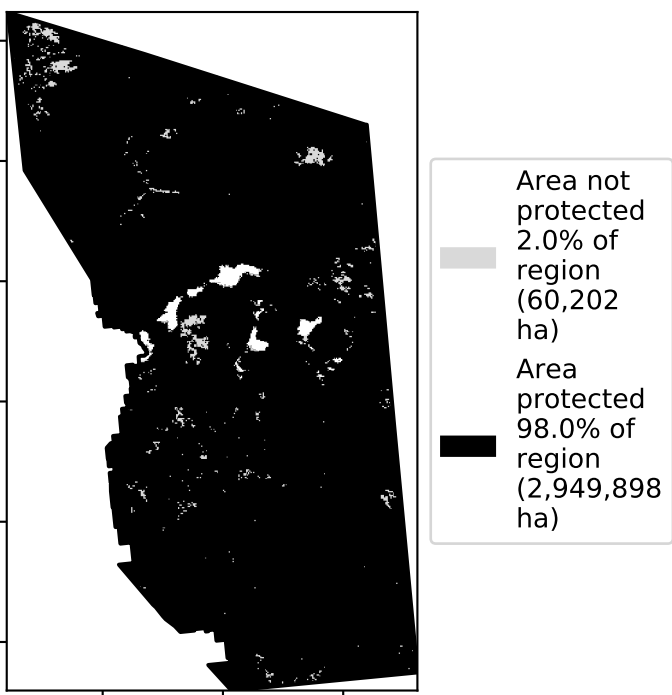 Area not
protected
2.0% of
region
(60,202
ha)
Area
protected
98.0% of
region
(2,949,898
ha)